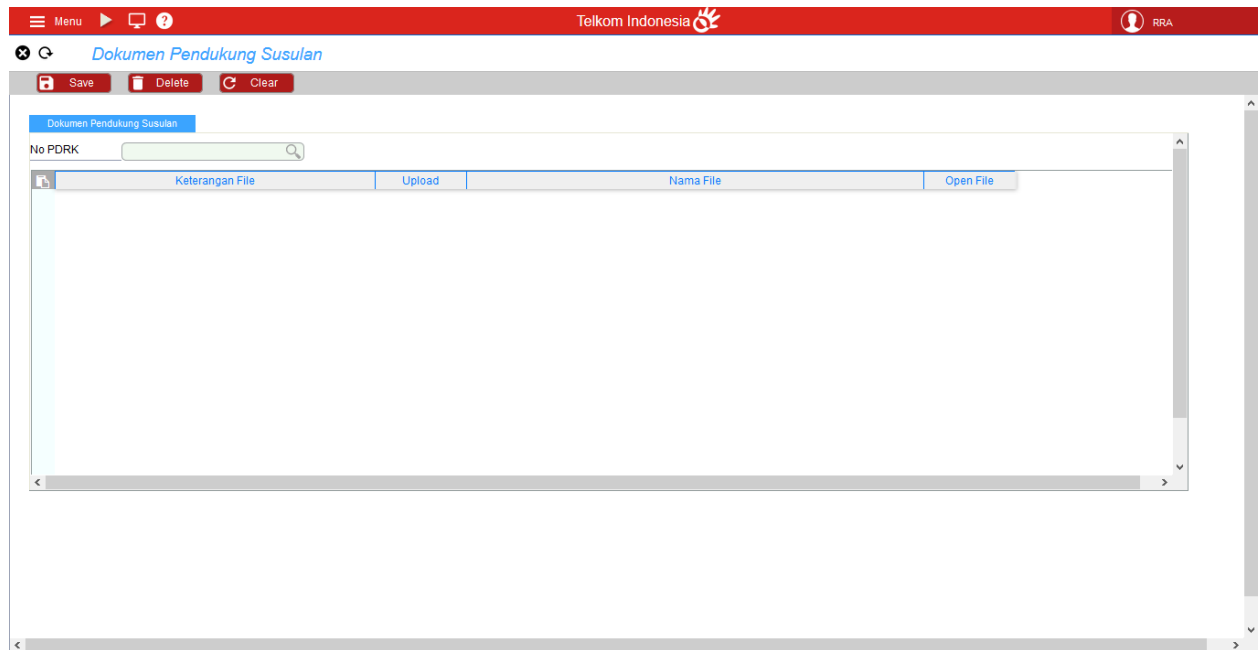 Menu ? Telkom Indonesia RRA
Dokumen Pendukung Susulan
Save Delete Clear
Dokumen Pendukung Susulan
No PDRK
Keterangan File Upload Nama File Open File